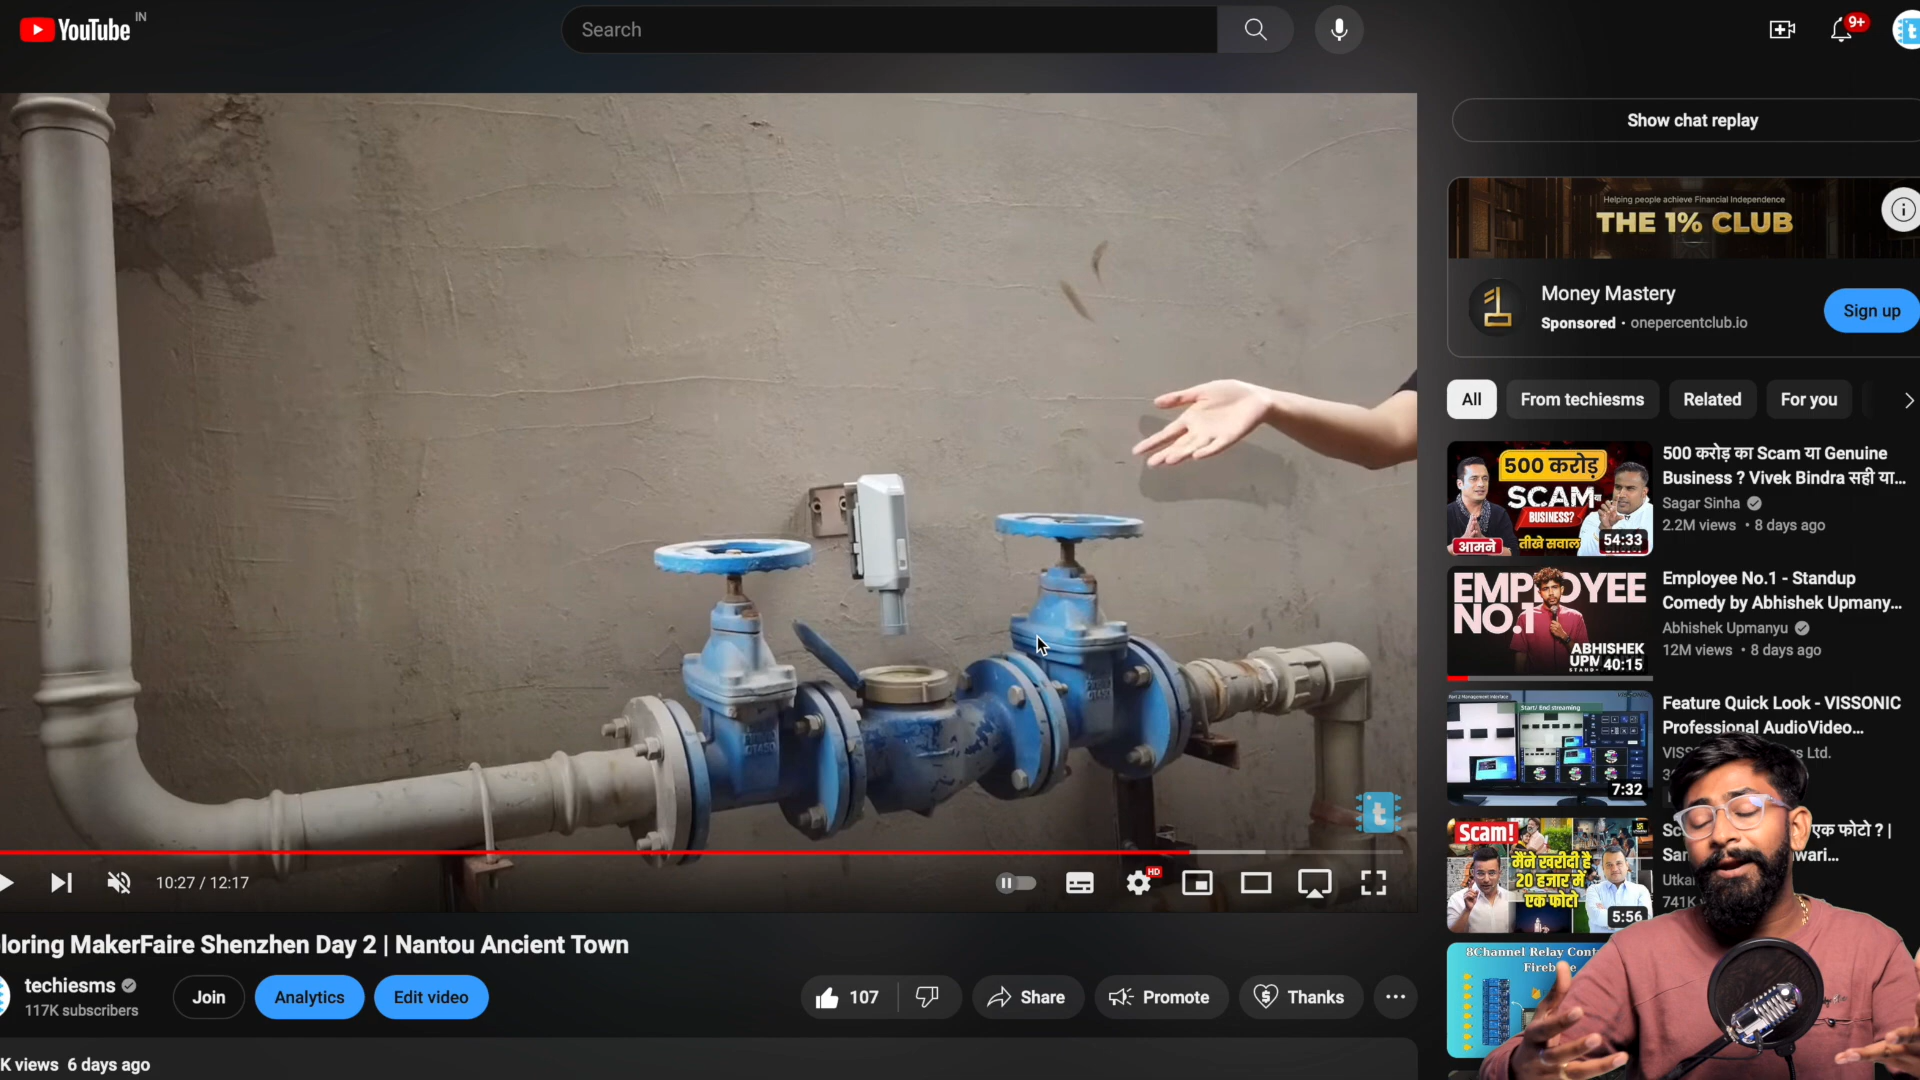 YouTube IN
Search
9+
Show chat replay
Helping people achieve Financial Independence
THE 1% CLUB
Money Mastery
Sponsored · onepercentclub.io
Sign up
All
From techiesms
Related
For you
500 करोड़
SCAM या
BUSINESS?
आमने
तीखे सवाल
54:33
500 करोड़ का Scam या Genuine
Business ? Vivek Bindra सही या...
Sagar Sinha
2.2M views • 8 days ago
EMPLOYEE
NO.1
ABHISHEK
40:15
Employee No.1 - Standup
Comedy by Abhishek Upmany...
Abhishek Upmanyu
12M views • 8 days ago
Start/ End streaming
7:32
Feature Quick Look - VISSONIC
Professional AudioVideo...
Ltd.
Scam!
मैंने खरीदी है
20 हजार में
एक फोटो
5:56
एक फोटो ? |
741K
8Channel Relay
t
HD
10:27 / 12:17
loring MakerFaire Shenzhen Day 2 | Nantou Ancient Town
techiesms
117K subscribers
Join
Analytics
Edit video
107
Share
Promote
Thanks
K views 6 days ago